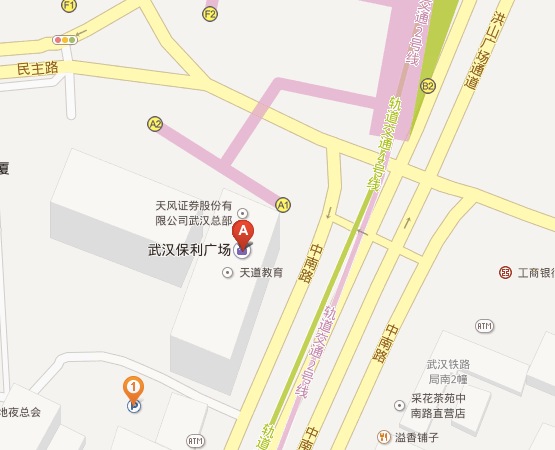 F1
F2
交通2号线
洪山广场通道
民主路
B2
轨道交通4号线
A2
厦
天风证券股份有
限公司武汉总部
A1
A
武汉保利广场
天道教育
中南路
工商银行
轨道交通2号线
中南路
ATM
武汉铁路
局南2幢
1
P
采花茶苑中
南路直营店
地夜总会
ATM
溢香铺子
轨道
中南路